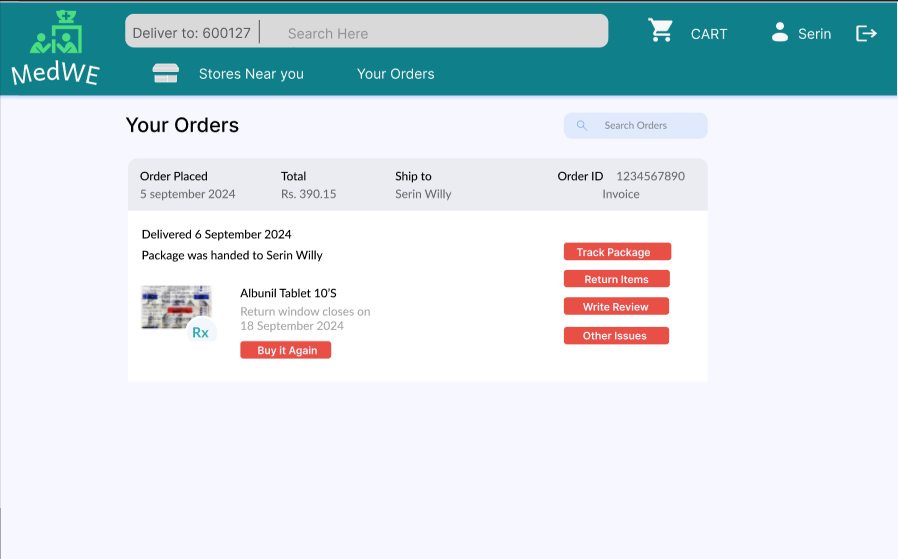 Deliver to: 600127
Search Here
CART
Serin
MedWE
Stores Near you
Your Orders
Your Orders
Search Orders
Order Placed
Total
Ship to
Order ID 1234567890
5 september 2024
Rs. 390.15
Serin Willy
Invoice
Delivered 6 September 2024
Package was handed to Serin Willy
Track Package
Return Items
Write Review
Other Issues
Albunil Tablet 10'S
Return window closes on
18 September 2024
Rx
Buy it Again